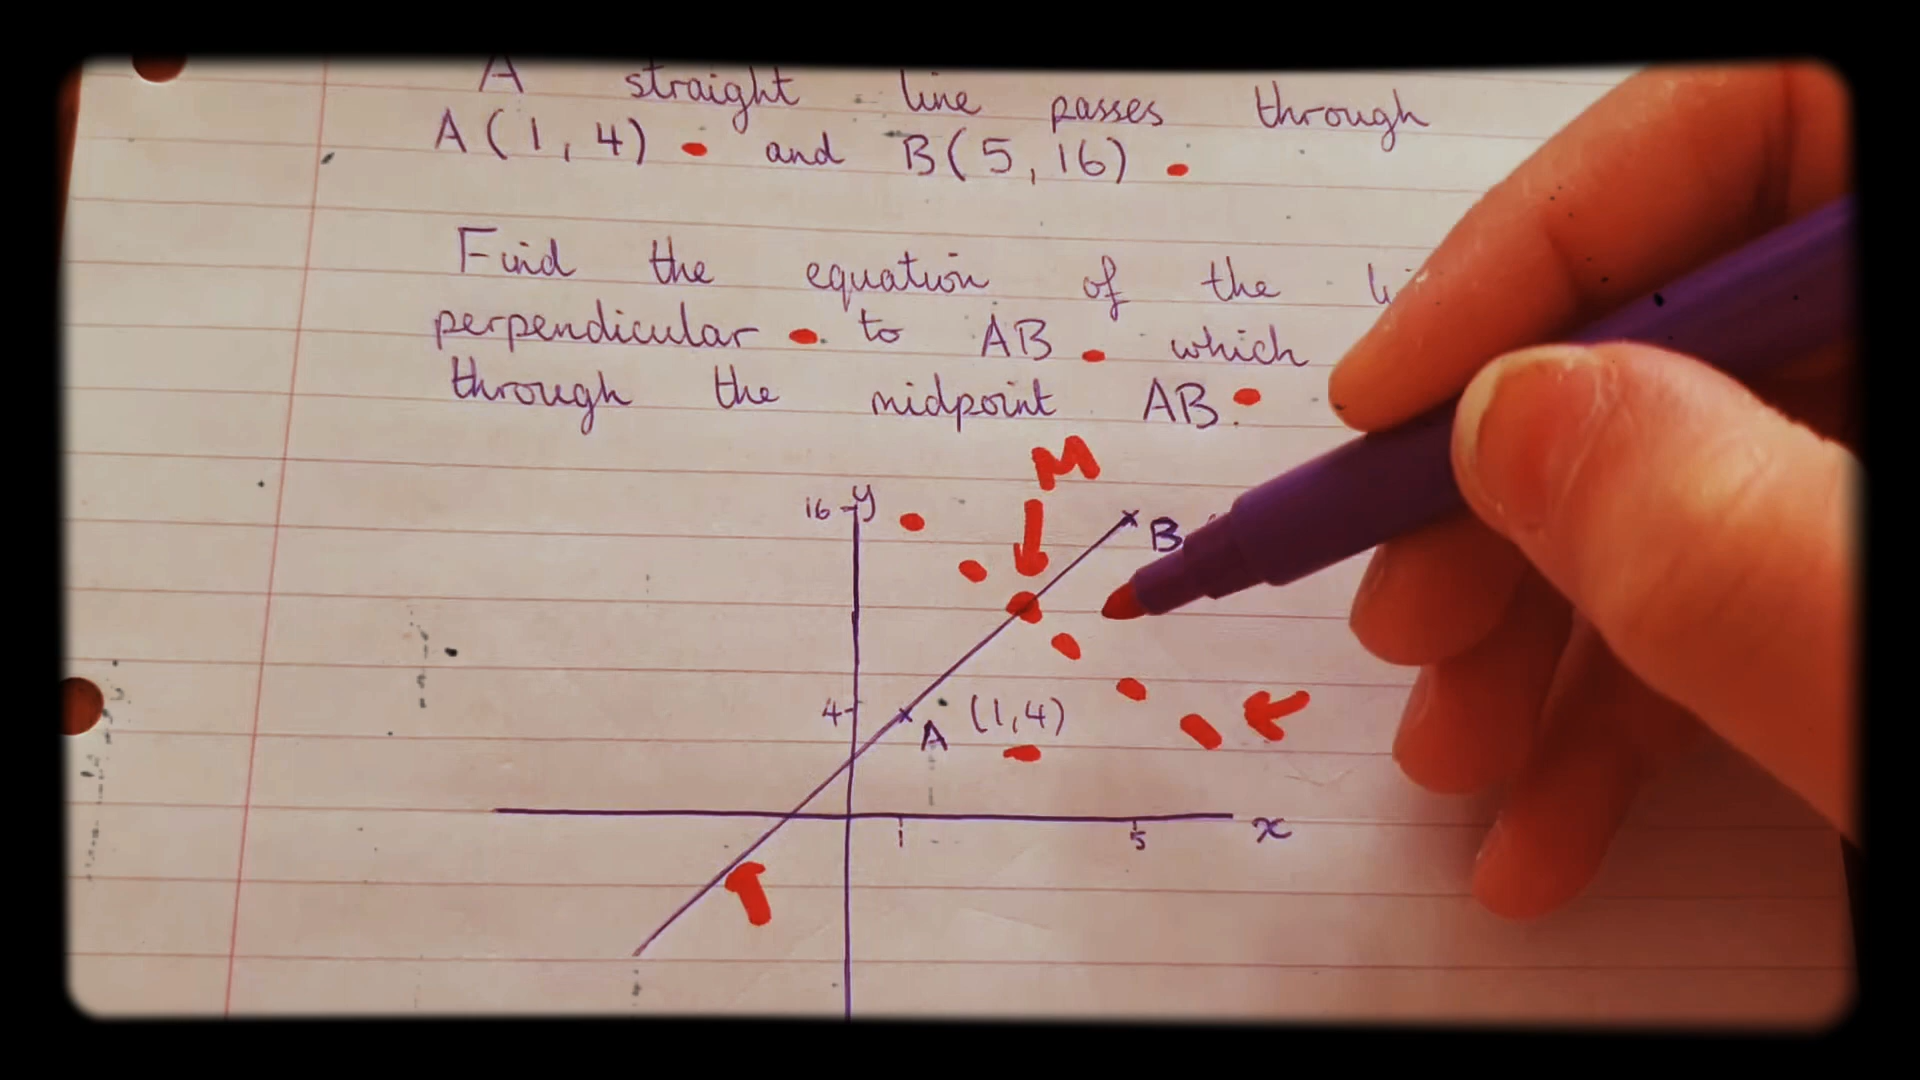 A straight line passes through
A(1,4) and B(5,16)
Find the equation of the
perpendicular to AB which
through the midpoint AB.
M
16 y
B
4
A (1,4)
1 5 x